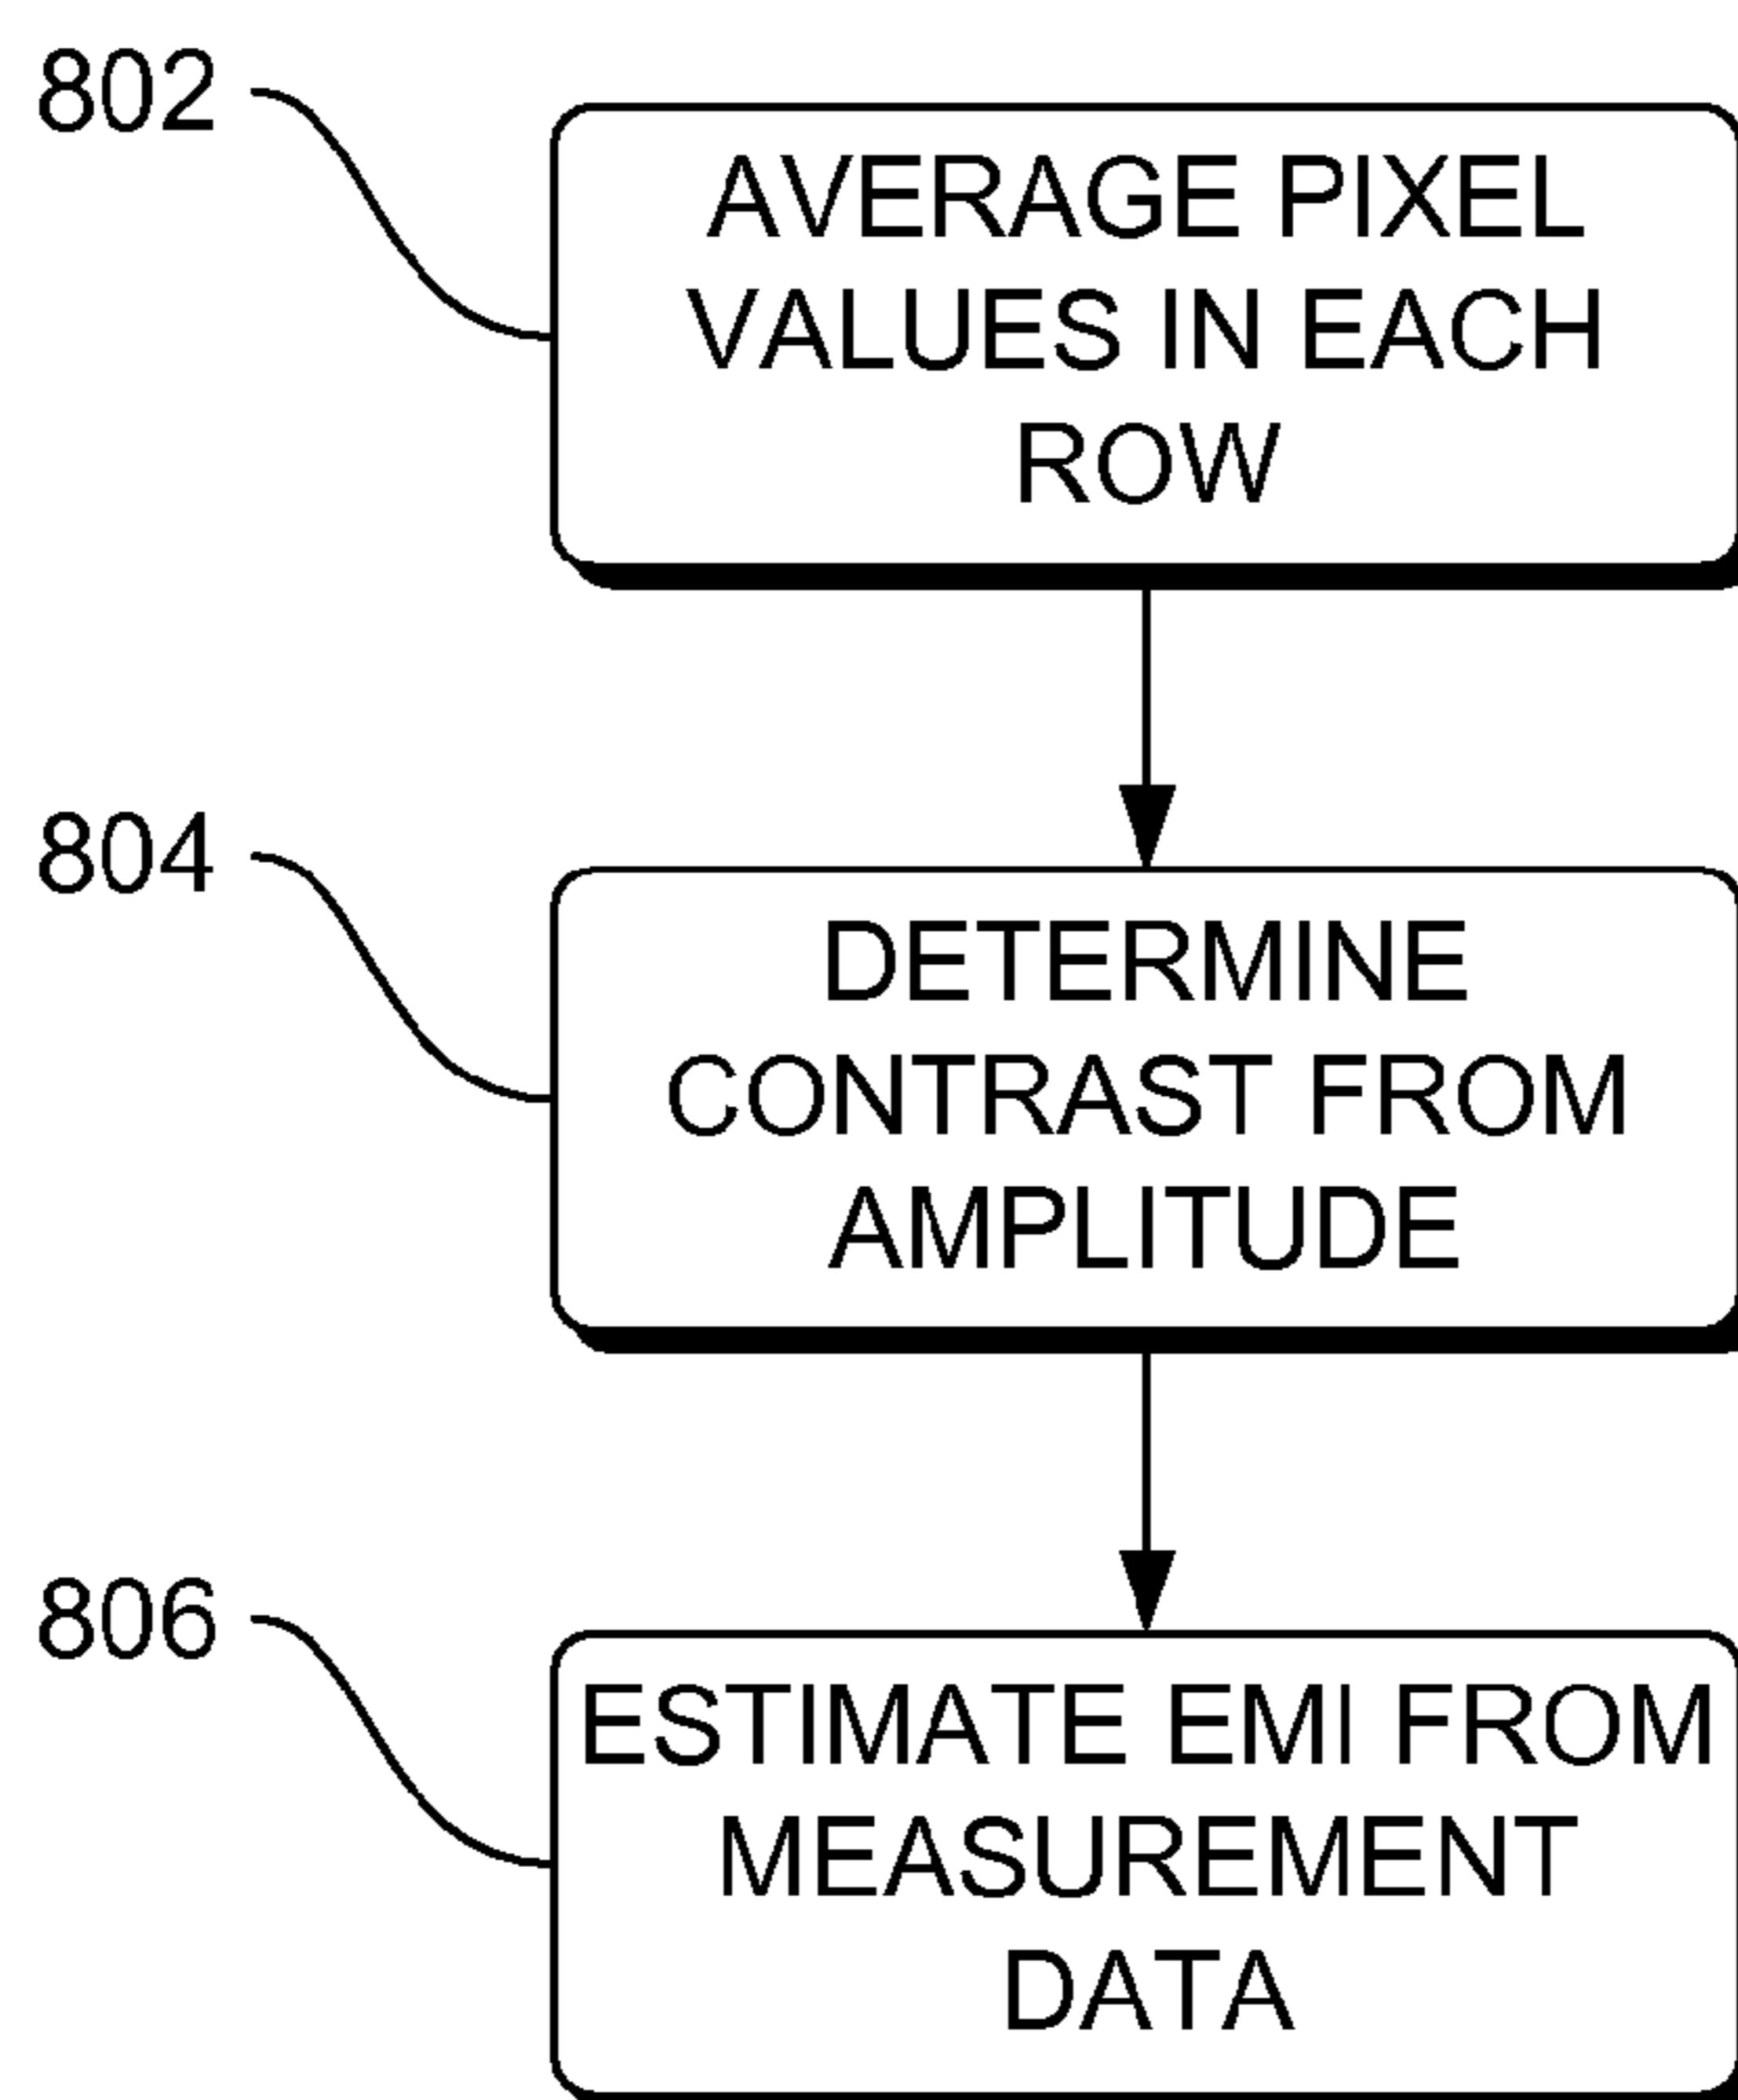 802
AVERAGE PIXEL
VALUES IN EACH
ROW
804
DETERMINE
CONTRAST FROM
AMPLITUDE
806
ESTIMATE EMI FROM
MEASUREMENT
DATA